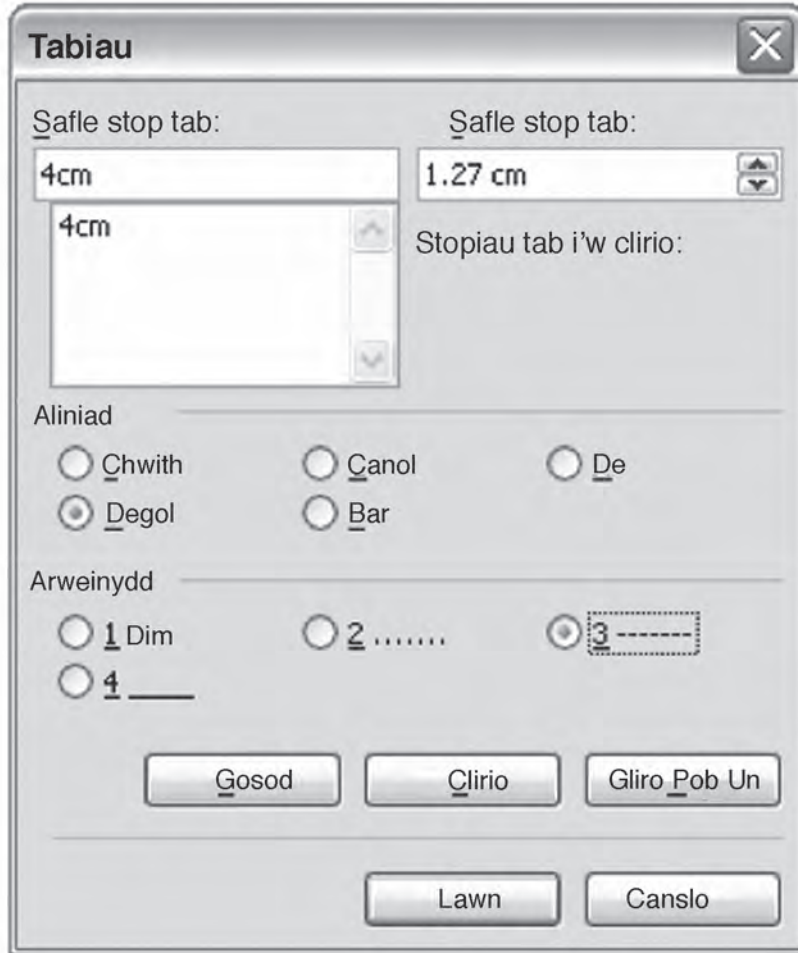 Tabiau
Safle stop tab: Safle stop tab:
4cm 1.27 cm
4cm
Stopiau tab i'w clirio:
Aliniad
Chwith Canol De
Degol Bar
Arweinydd
1 Dim 2 ....... 3 -------
4 ____
Gosod Clirio Gliro Pob Un
Lawn Canslo